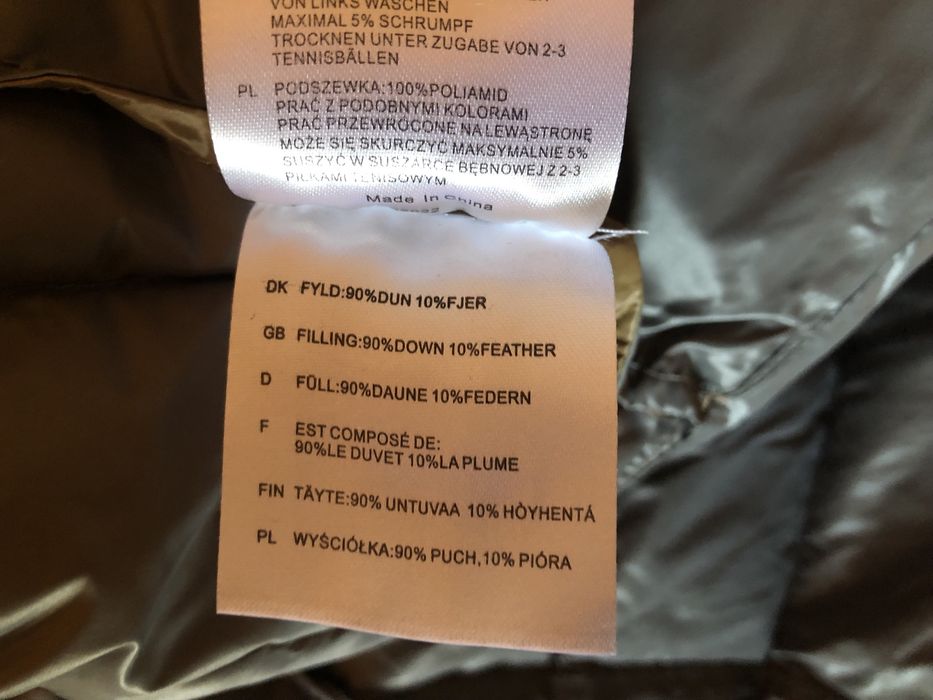 VON LINKS WASCHEN
MAXIMAL 5% SCHRUMPF
TROCKNEN UNTER ZUGABE VON 2-3
TENNISBÄLLEN
PL PODSZEWKA:100%POLIAMID
PRAĆ Z PODOBNYMI KOLORAMI
PRAĆ PRZEWRÓCONE NA LEWĄSTRONĘ
MOŻE SIĘ SKURCZYĆ MAKSYMALNIE 5%
SUSZYĆ W SUSZARCE BĘBNOWEJ Z 2-3
PIŁKAMI TENISOWYM
Made In China
DK FYLD:90%DUN 10%FJER
GB FILLING:90%DOWN 10%FEATHER
D FÜLL:90%DAUNE 10%FEDERN
F EST COMPOSÉ DE:
90%LE DUVET 10%LA PLUME
FIN TÄYTE:90% UNTUVAA 10% HÒYHENTÁ
PL WYŚCIÓŁKA:90% PUCH,10% PIÓRA